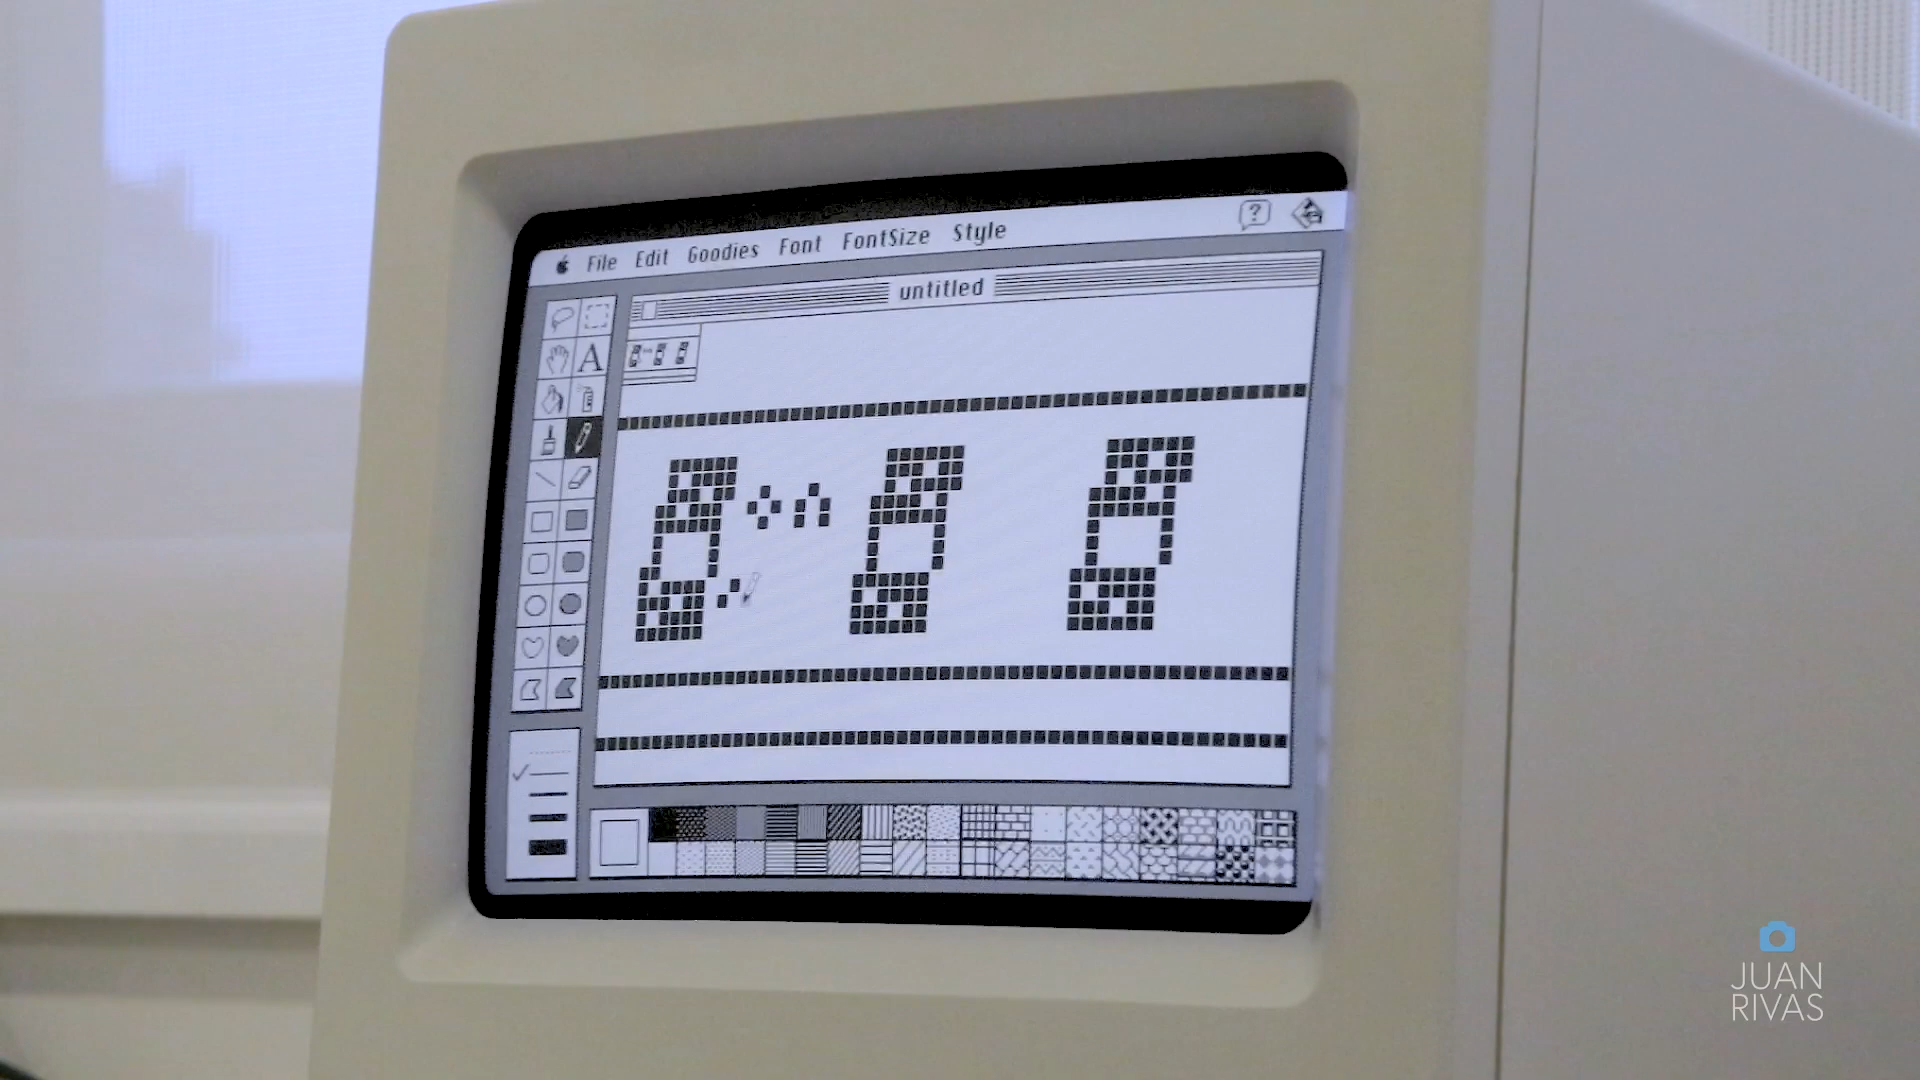 File Edit Goodies Font FontSize Style ?
untitled
A
JUAN
RIVAS